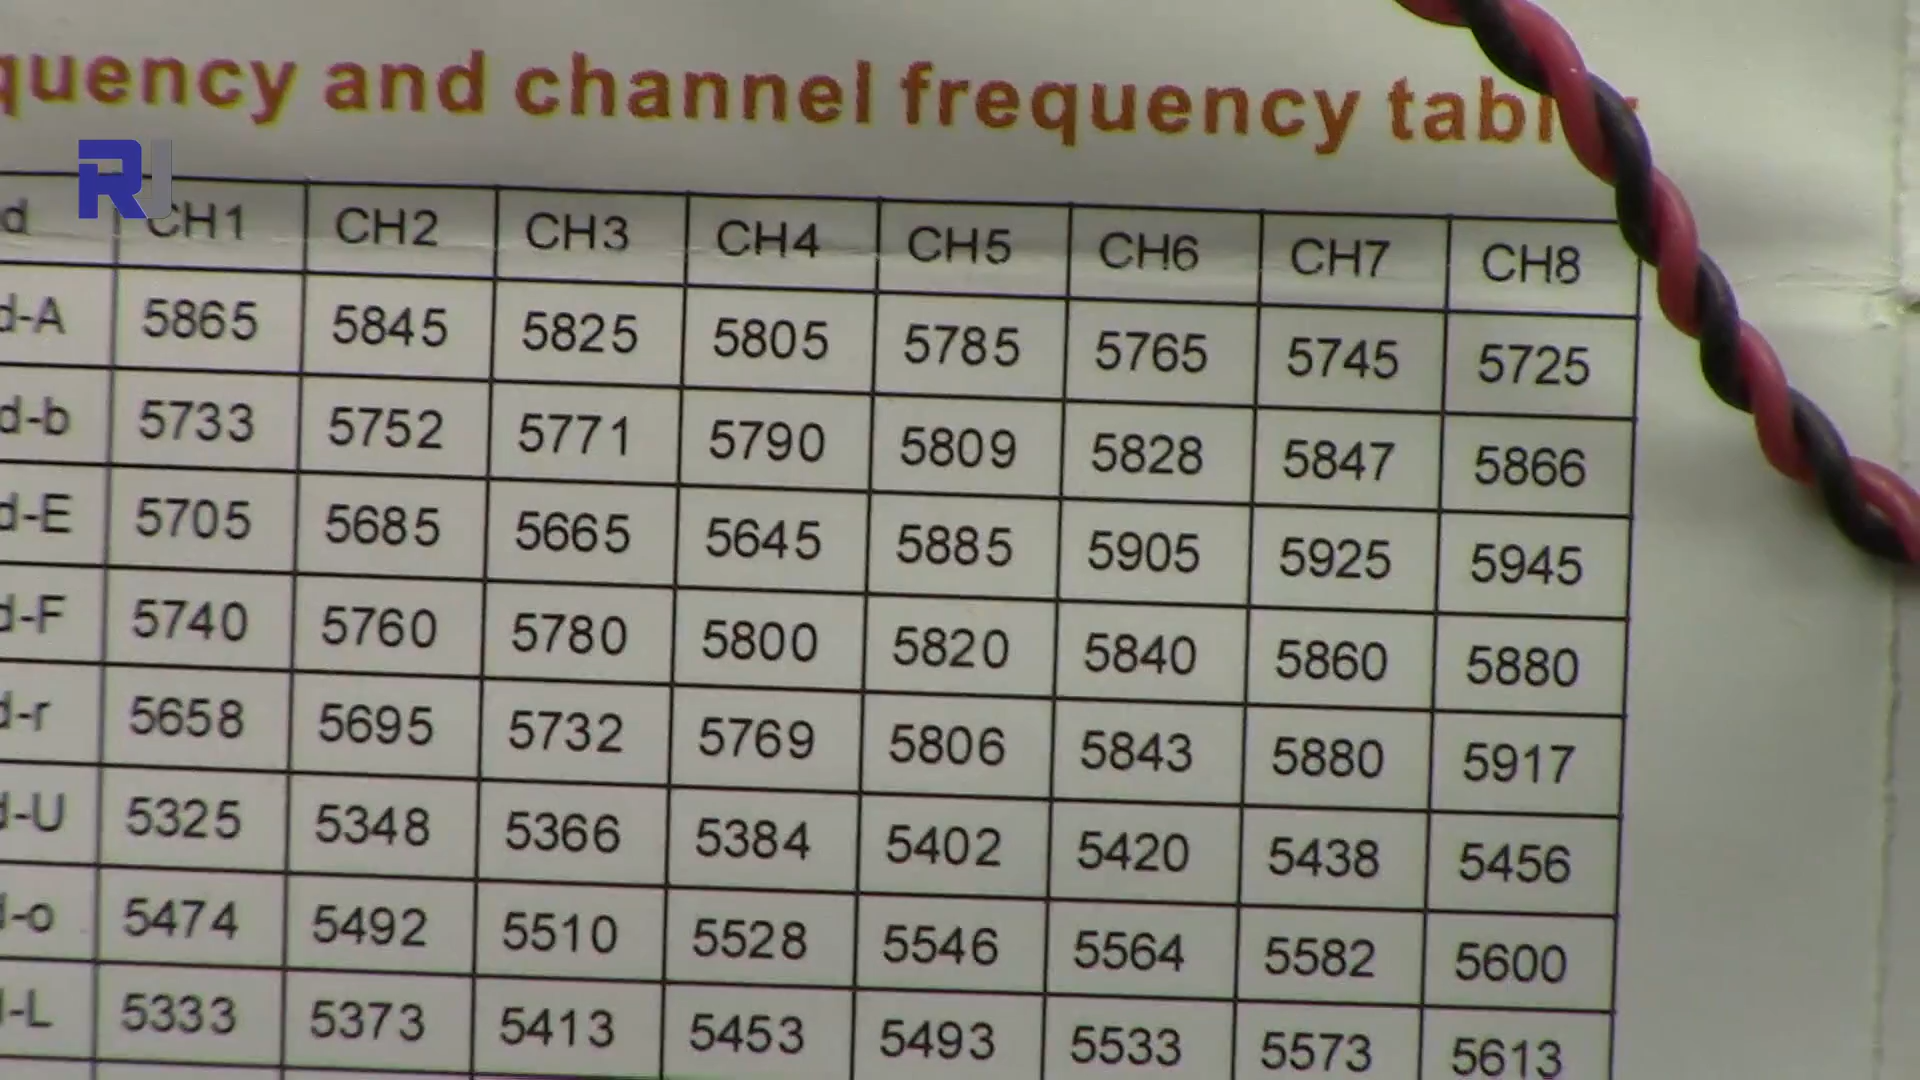 quency and channel frequency tabl
RJ
d CH1 CH2 CH3 CH4 CH5 CH6 CH7 CH8
d-A 5865 5845 5825 5805 5785 5765 5745 5725
d-b 5733 5752 5771 5790 5809 5828 5847 5866
d-E 5705 5685 5665 5645 5885 5905 5925 5945
d-F 5740 5760 5780 5800 5820 5840 5860 5880
d-r 5658 5695 5732 5769 5806 5843 5880 5917
d-U 5325 5348 5366 5384 5402 5420 5438 5456
d-o 5474 5492 5510 5528 5546 5564 5582 5600
d-L 5333 5373 5413 5453 5493 5533 5573 5613